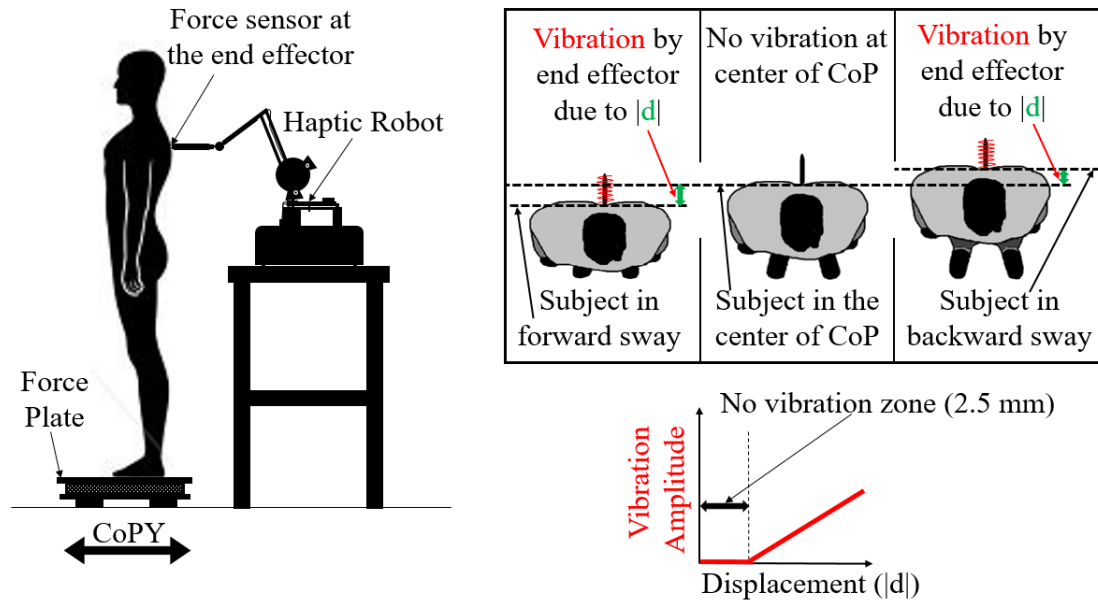 Force sensor at
the end effector
Haptic Robot
Force
Plate
CoPY
Vibration by
end effector
due to |d|
Subject in
forward sway
No vibration at
center of CoP
Subject in the
center of CoP
Vibration by
end effector
due to |d|
Subject in
backward sway
No vibration zone (2.5 mm)
Vibration
Amplitude
Displacement (|d|)